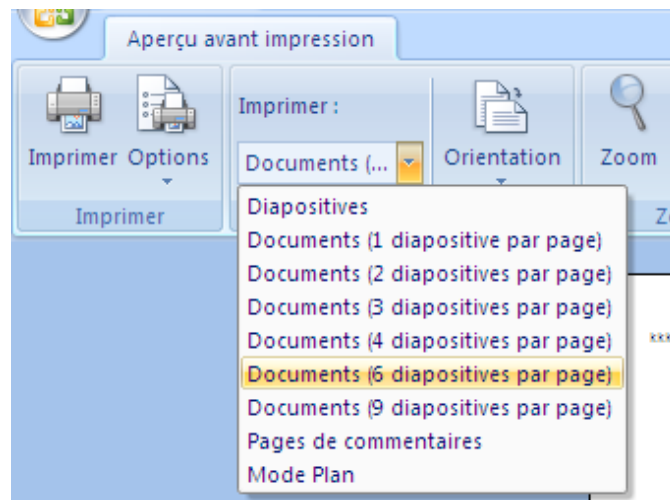 Aperçu avant impression
Imprimer :
Imprimer Options Documents (... Orientation Zoom
Imprimer
Diapositives
Documents (1 diapositive par page)
Documents (2 diapositives par page)
Documents (3 diapositives par page)
Documents (4 diapositives par page)
Documents (6 diapositives par page)
Documents (9 diapositives par page)
Pages de commentaires
Mode Plan